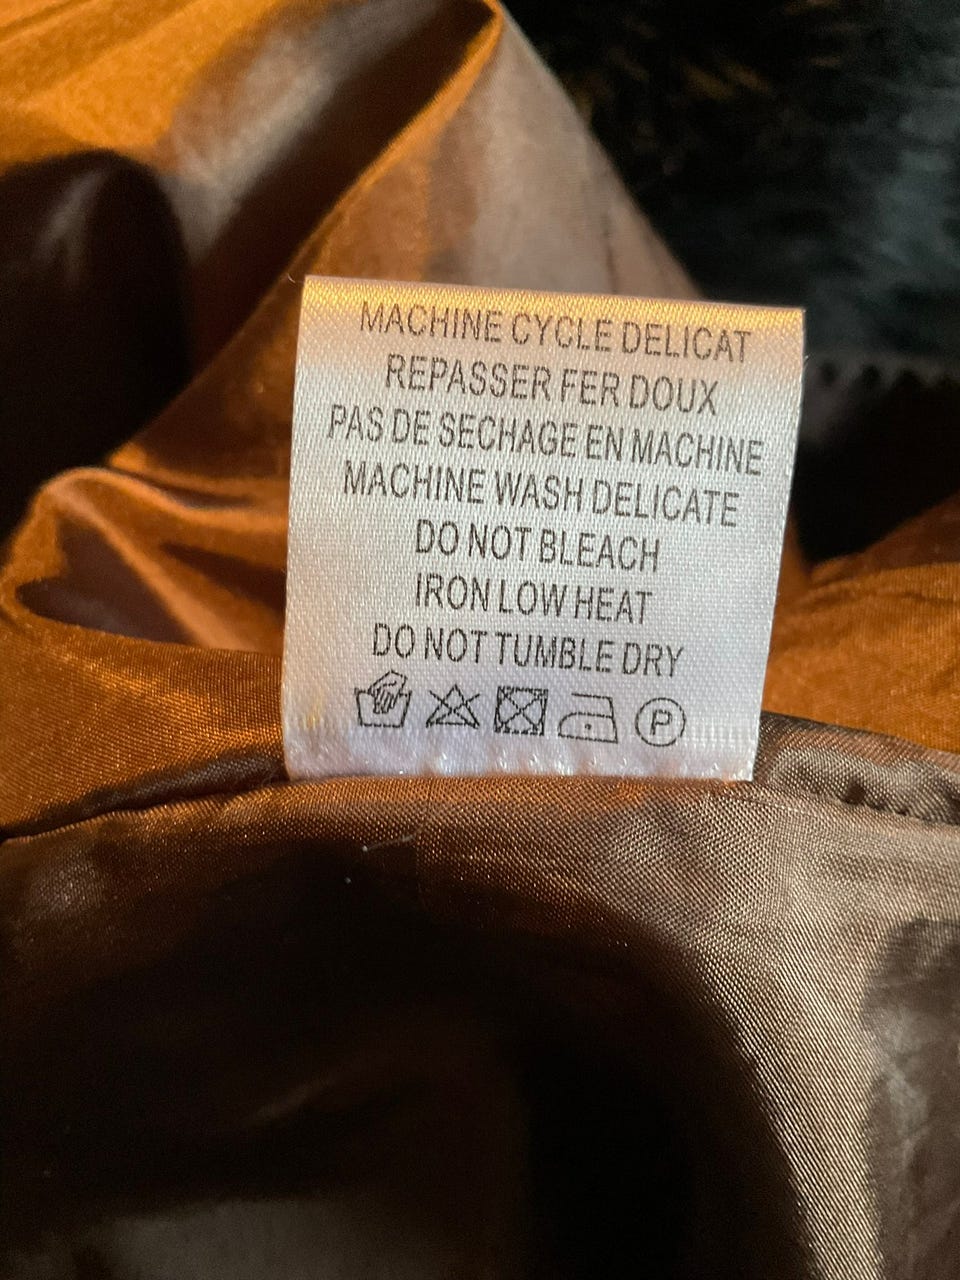 MACHINE CYCLE DELICAT
REPASSER FER DOUX
PAS DE SECHAGE EN MACHINE
MACHINE WASH DELICATE
DO NOT BLEACH
IRON LOW HEAT
DO NOT TUMBLE DRY
P